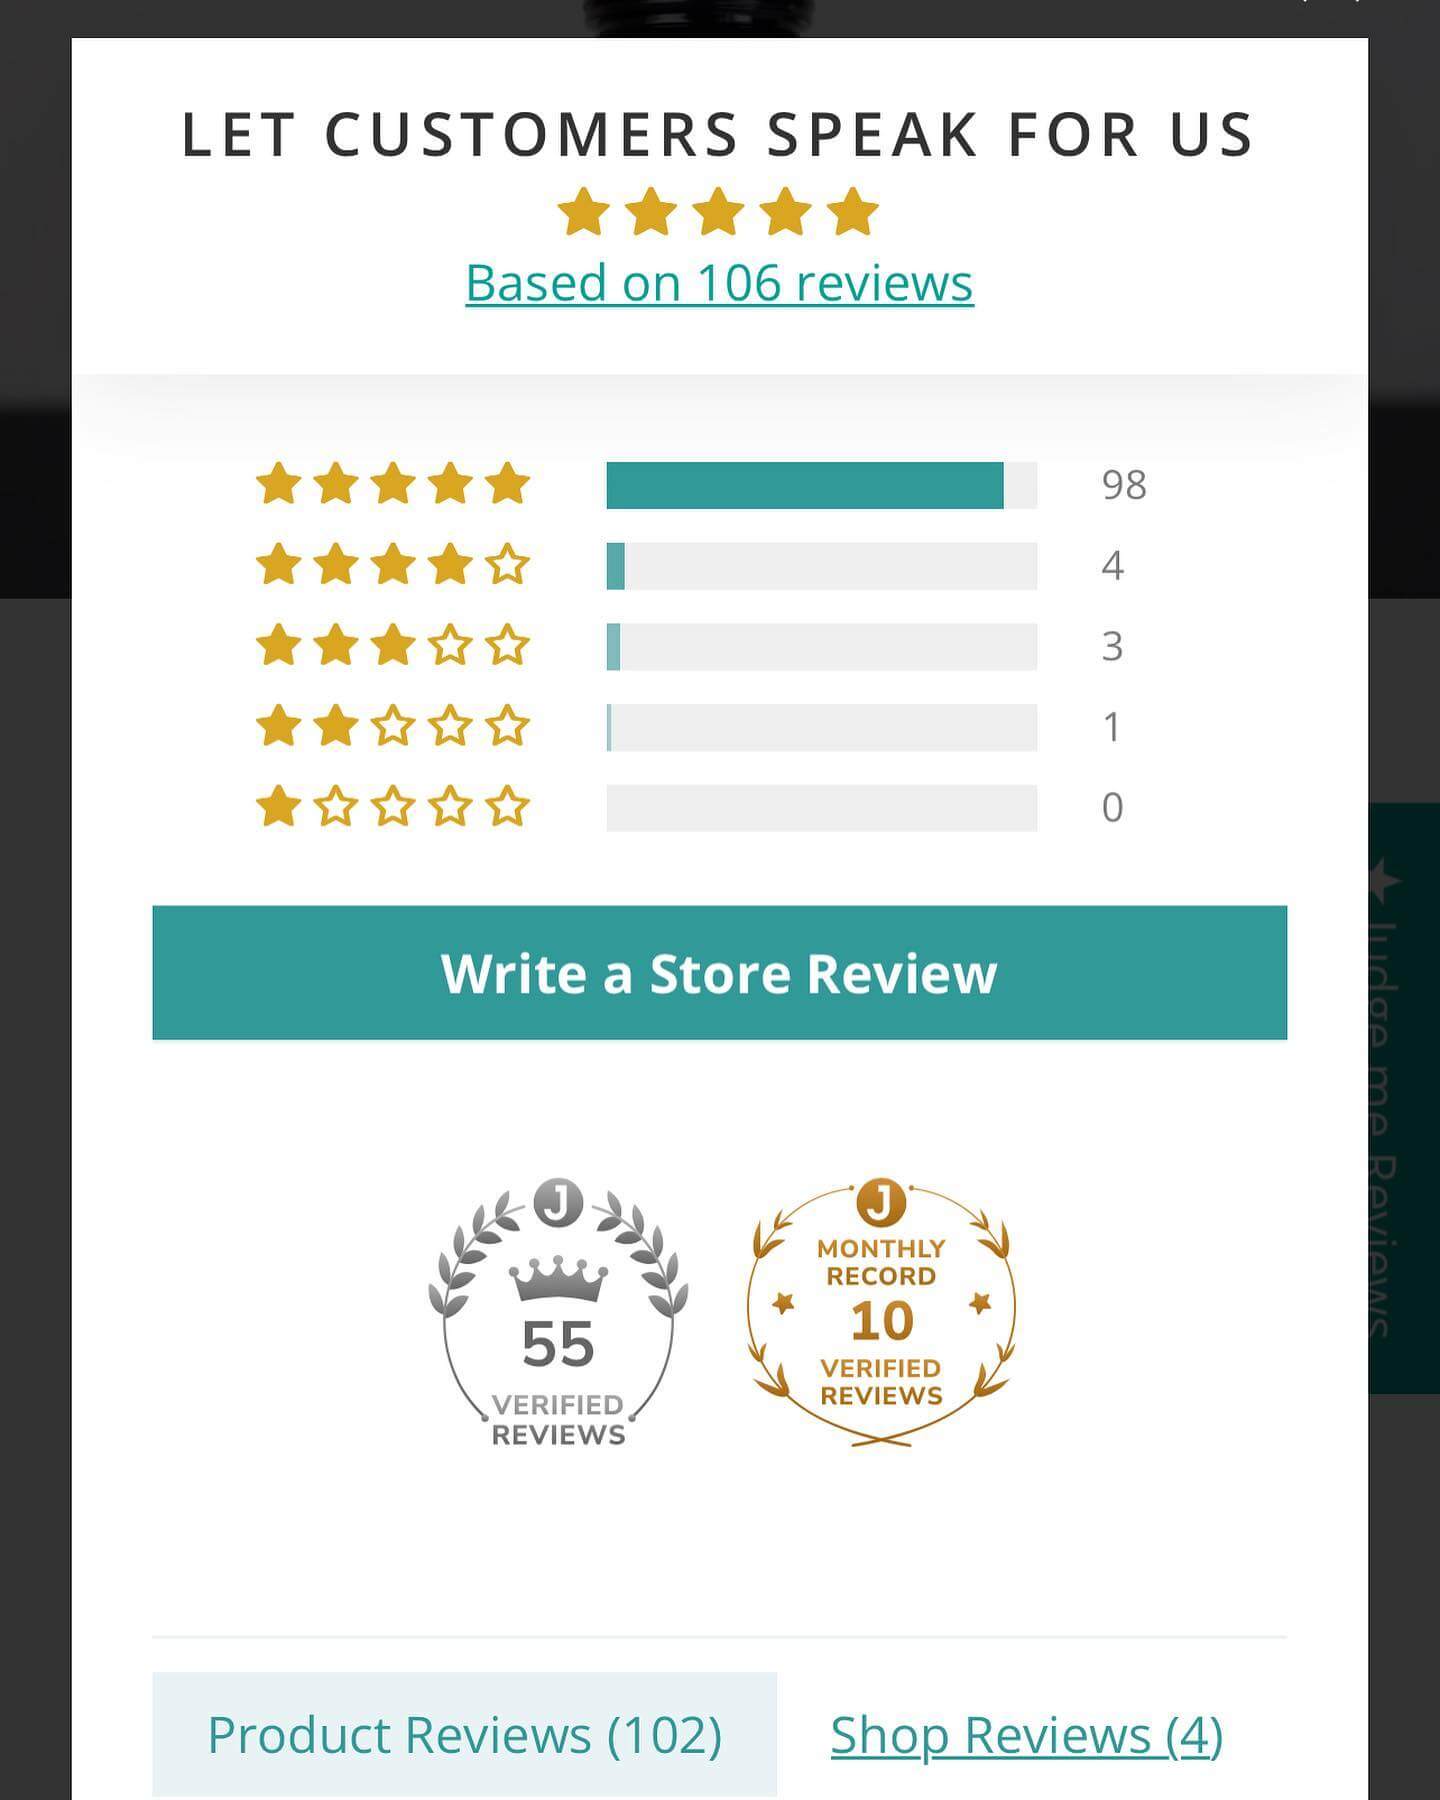 LET CUSTOMERS SPEAK FOR US
Based on 106 reviews
98
4
3
1
0
Write a Store Review
J
55
VERIFIED
REVIEWS
J
MONTHLY
RECORD
10
VERIFIED
REVIEWS
Judge.me Reviews
Product Reviews (102)
Shop Reviews (4)